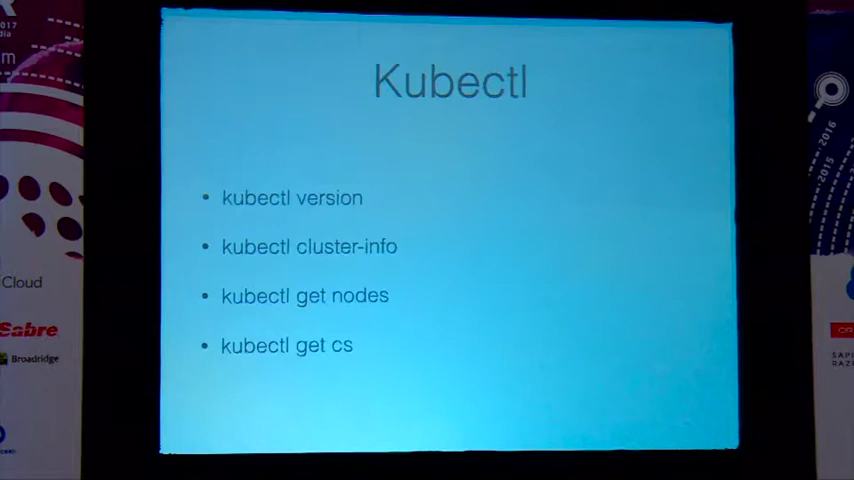 Kubectl
• kubectl version
• kubectl cluster-info
• kubectl get nodes
• kubectl get cs
2017
Cloud
Sabre
Broadridge
2016
2015